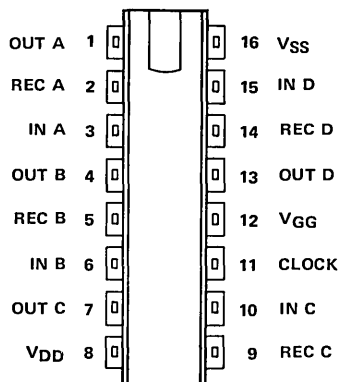 OUT A 1 16 VSS
REC A 2 15 IN D
IN A 3 14 REC D
OUT B 4 13 OUT D
REC B 5 12 VGG
IN B 6 11 CLOCK
OUT C 7 10 IN C
VDD 8 9 REC C